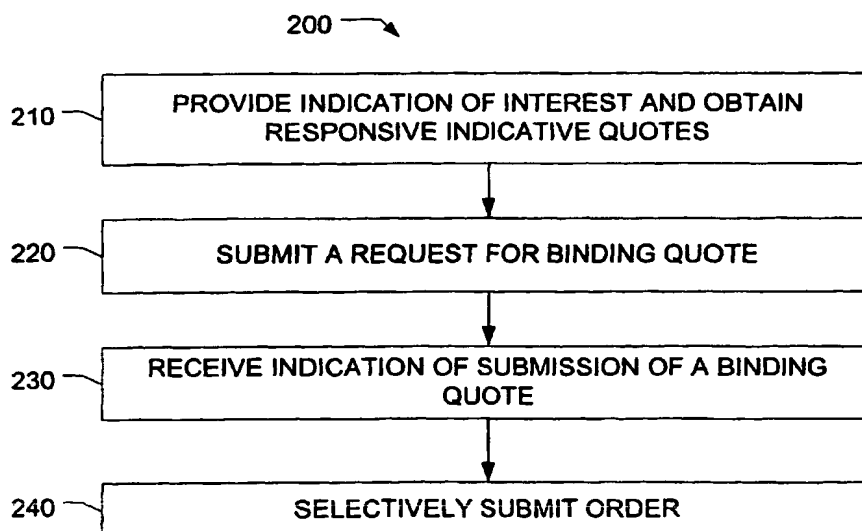 200
210
PROVIDE INDICATION OF INTEREST AND OBTAIN
RESPONSIVE INDICATIVE QUOTES
220
SUBMIT A REQUEST FOR BINDING QUOTE
230
RECEIVE INDICATION OF SUBMISSION OF A BINDING
QUOTE
240
SELECTIVELY SUBMIT ORDER